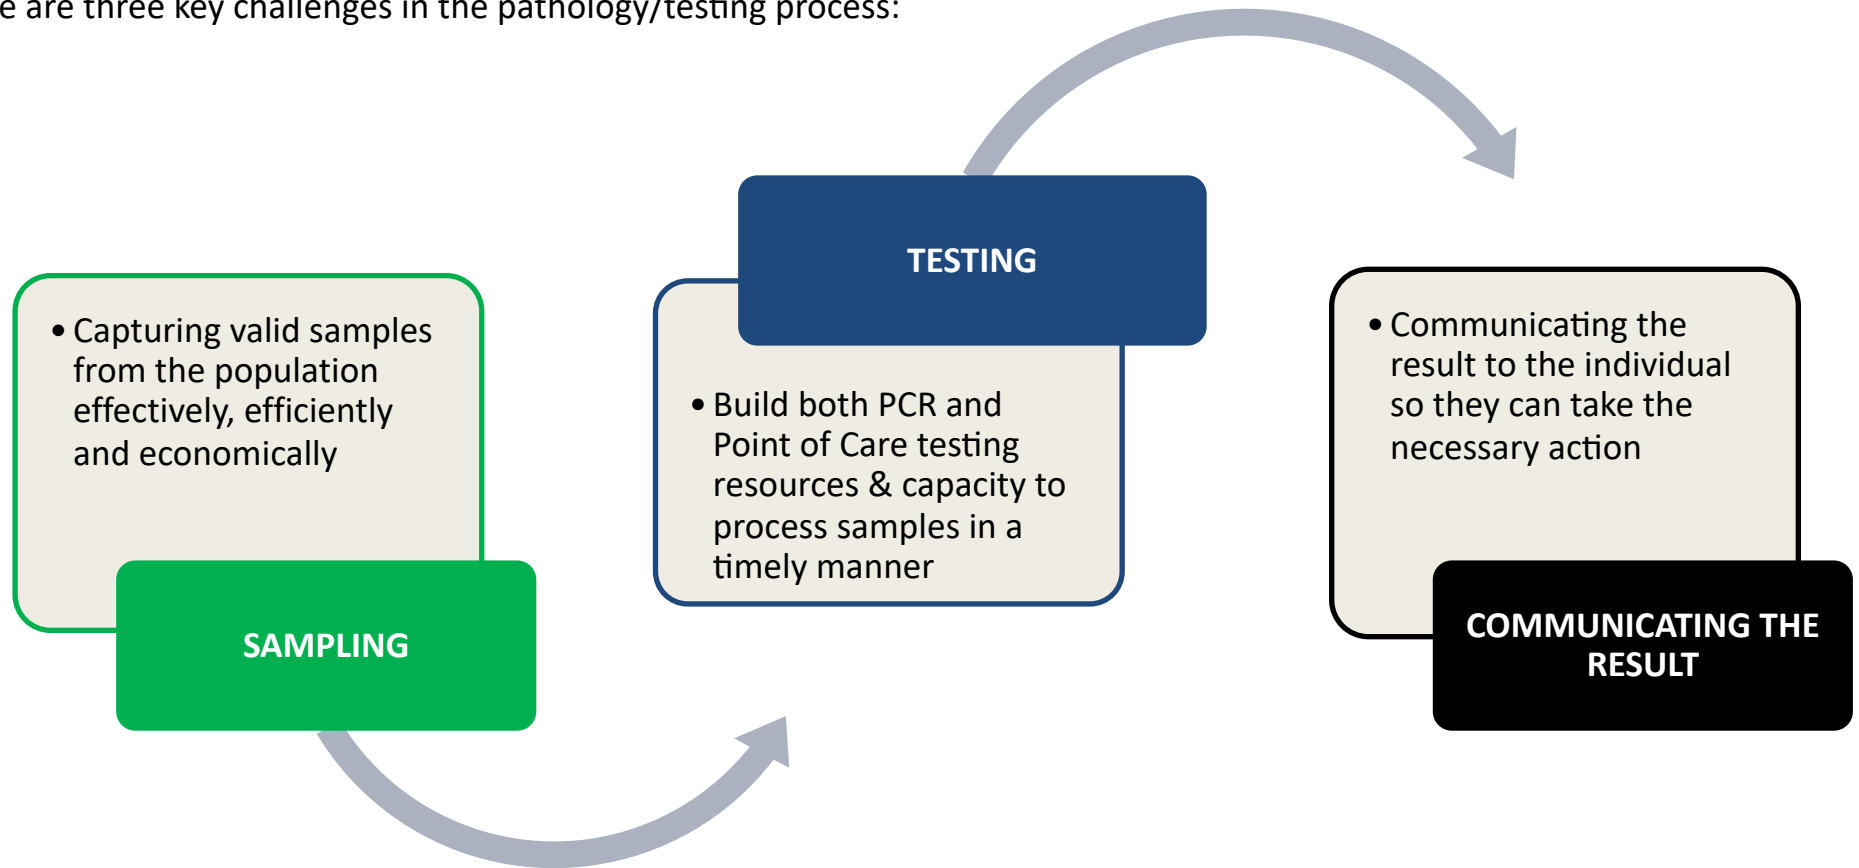 e are three key challenges in the pathology/testing process:
• Capturing valid samples
from the population
effectively, efficiently
and economically
SAMPLING
TESTING
• Build both PCR and
Point of Care testing
resources & capacity to
process samples in a
timely manner
• Communicating the
result to the individual
so they can take the
necessary action
COMMUNICATING THE
RESULT